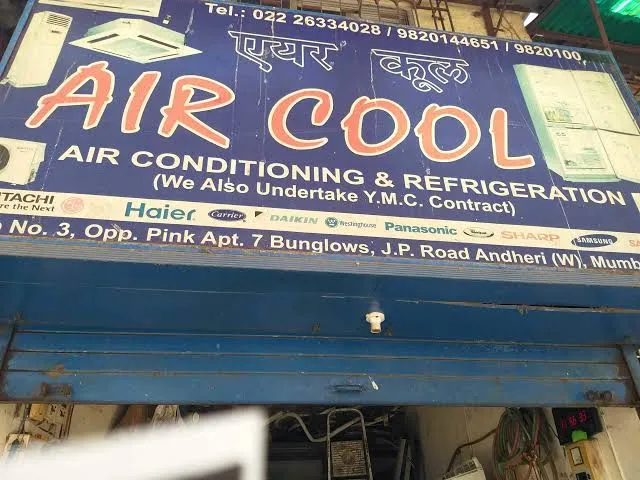 Tel.: 022 26334028 / 9820144651 / 9820100
एयर कूल
AIR COOL
AIR CONDITIONING & REFRIGERATION
(We Also Undertake Y.M.C. Contract)
HITACHI LG Haier Carrier DAIKIN Westinghouse Panasonic SHARP SAMSUNG
No. 3, Opp. Pink Apt. 7 Bunglows, J.P. Road Andheri (W), Mumb